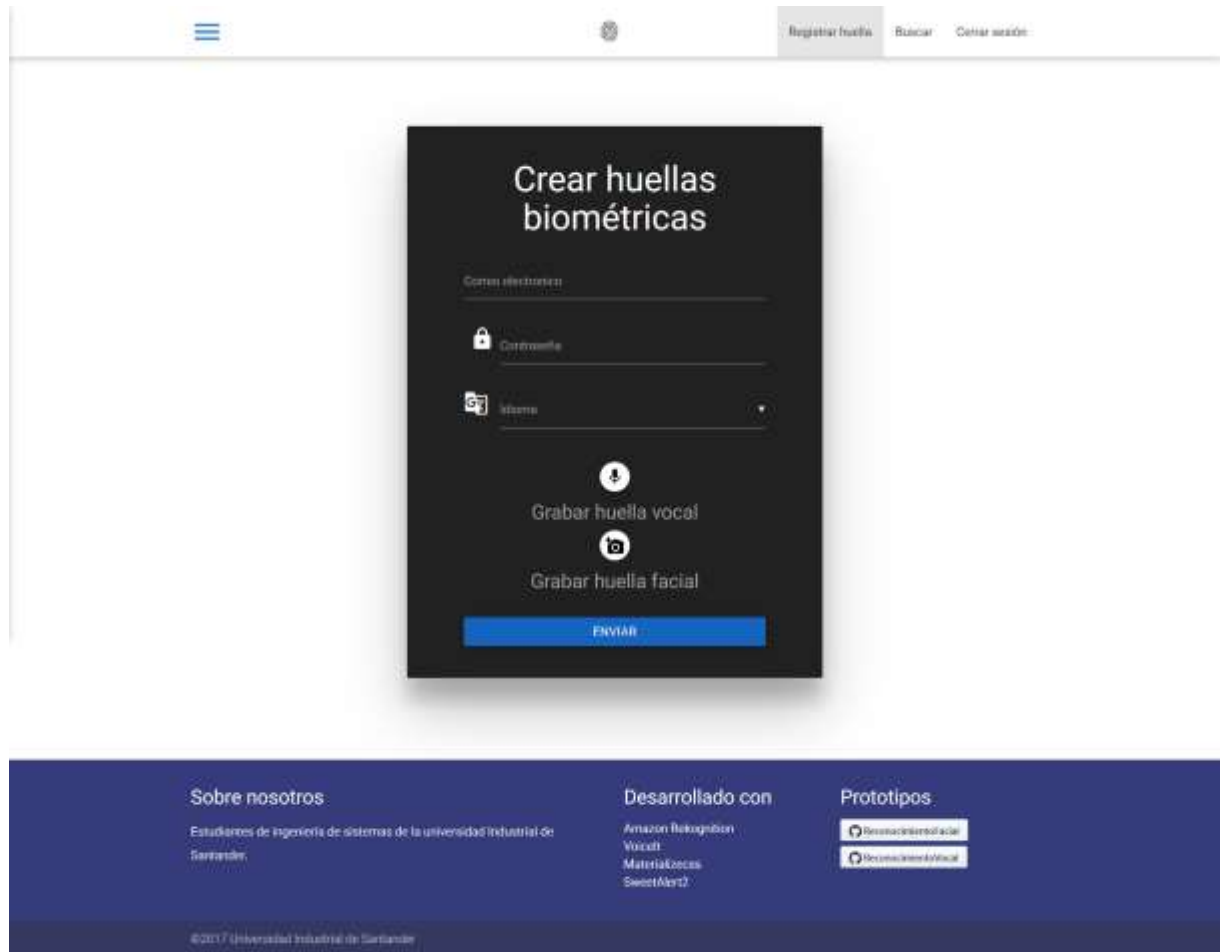 Registrar huella
Buscar
Cerrar sesión
Crear huellas
biométricas
Correo electronico
Contraseña
Idioma
Grabar huella vocal
Grabar huella facial
ENVIAR
Sobre nosotros
Estudiantes de ingeniería de sistemas de la universidad Industrial de
Santander.
Desarrollado con
Amazon Rekognition
VoiceIt
Materializecss
SweetAlert2
Prototipos
ReconocimientoFacial
ReconocimientoVocal
©2017 Universidad Industrial de Santander